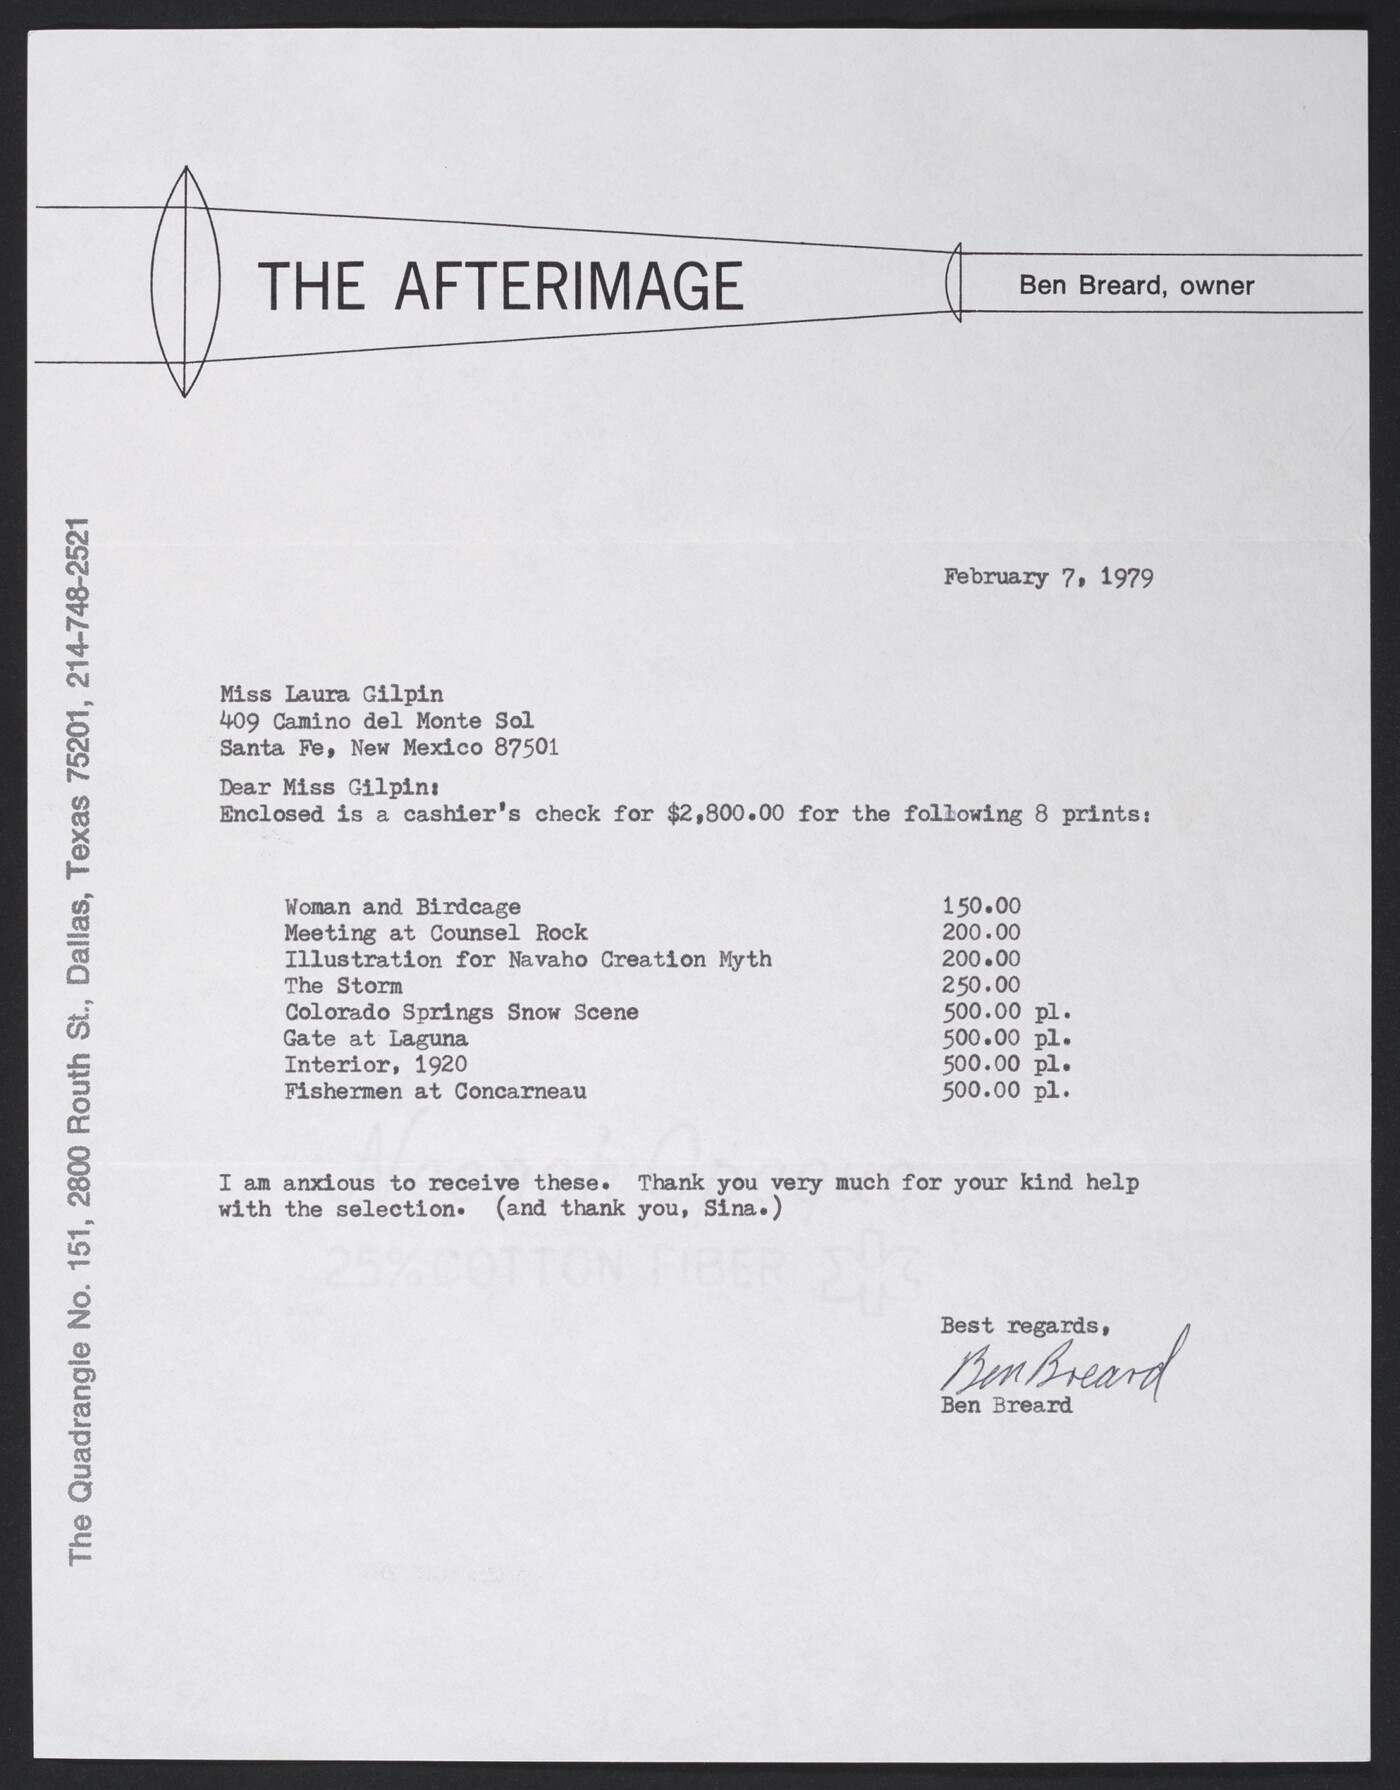 THE AFTERIMAGE
Ben Breard, owner
The Quadrangle No. 151, 2800 Routh St., Dallas, Texas 75201, 214-748-2521
February 7, 1979
Miss Laura Gilpin
409 Camino del Monte Sol
Santa Fe, New Mexico 87501
Dear Miss Gilpin:
Enclosed is a cashier's check for $2,800.00 for the following 8 prints:
Woman and Birdcage 150.00
Meeting at Counsel Rock 200.00
Illustration for Navaho Creation Myth 200.00
The Storm 250.00
Colorado Springs Snow Scene 500.00 pl.
Gate at Laguna 500.00 pl.
Interior, 1920 500.00 pl.
Fishermen at Concarneau 500.00 pl.
I am anxious to receive these. Thank you very much for your kind help
with the selection. (and thank you, Sina.)
25% COTTON FIBER
Best regards,
Ben Breard
Ben Breard